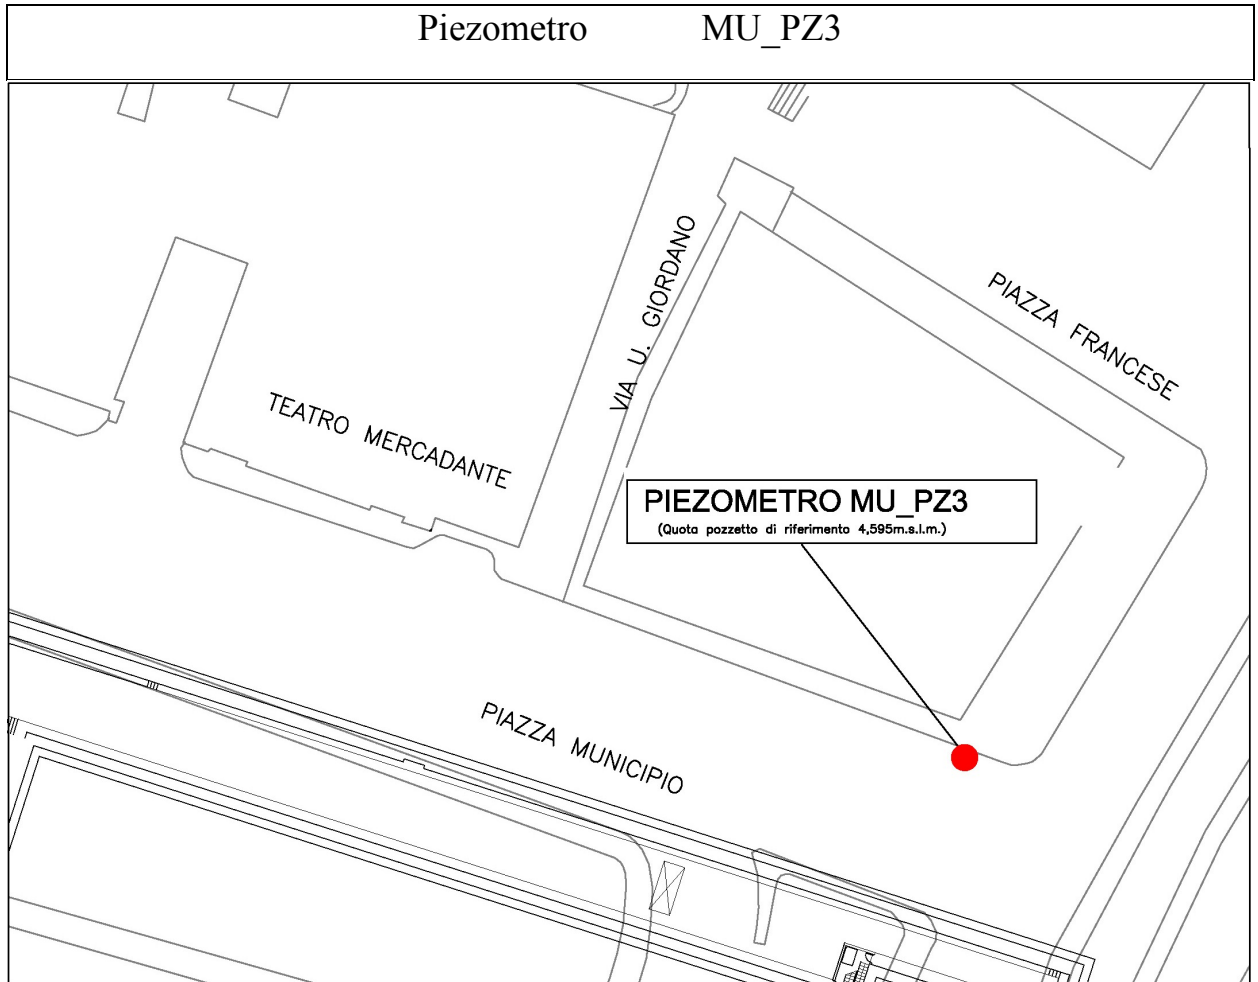 Piezometro MU_PZ3
VIA U. GIORDANO
PIAZZA FRANCESE
TEATRO MERCADANTE
PIEZOMETRO MU_PZ3
(Quota pozzetto di riferimento 4,595m.s.l.m.)
PIAZZA MUNICIPIO